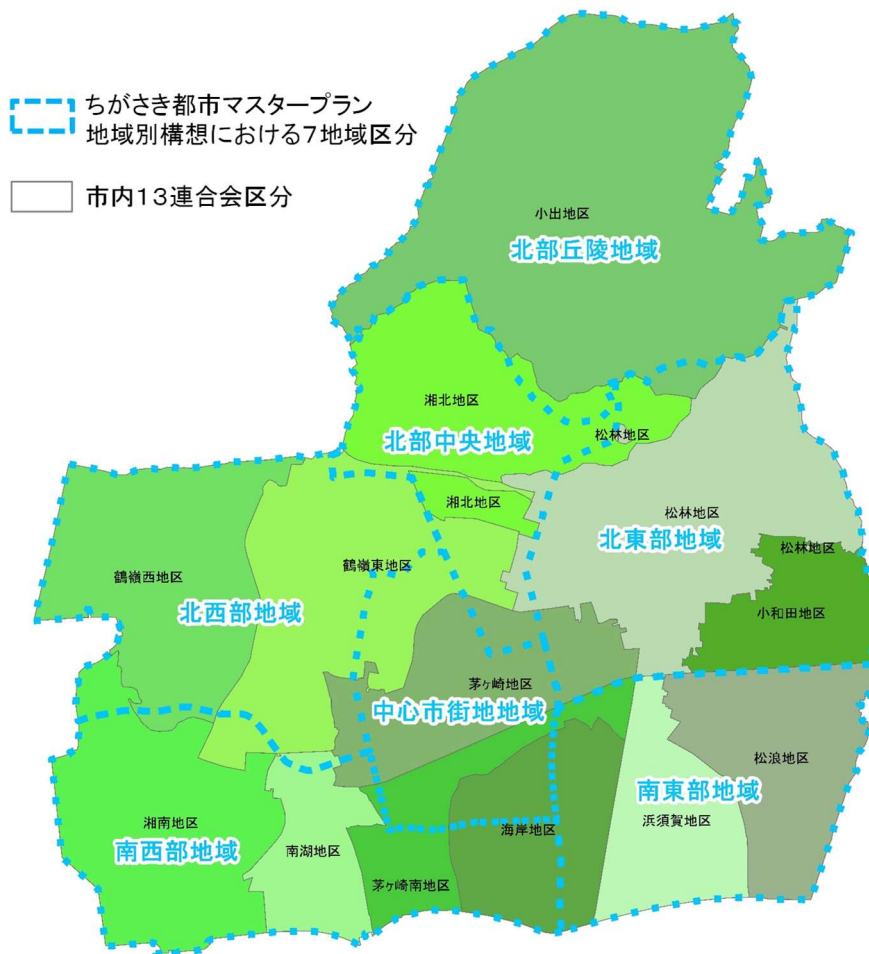 ちがさき都市マスタープラン
地域別構想における7地域区分
市内13連合会区分
小出地区
北部丘陵地域
湘北地区
北部中央地域
松林地区
湘北地区
松林地区
北東部地域
松林地区
鶴嶺東地区
鶴嶺西地区
北西部地域
小和田地区
茅ヶ崎地区
中心市街地地域
松浪地区
南東部地域
浜須賀地区
湘南地区
南西部地域
南湖地区
海岸地区
茅ヶ崎南地区